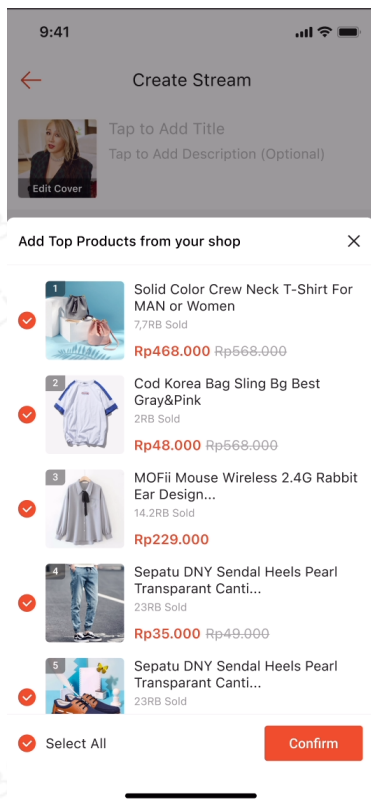 9:41
Create Stream
Tap to Add Title
Tap to Add Description (Optional)
Edit Cover
Add Top Products from your shop
1
Solid Color Crew Neck T-Shirt For
MAN or Women
7,7RB Sold
Rp468.000 Rp568.000
2
Cod Korea Bag Sling Bg Best
Gray&Pink
2RB Sold
Rp48.000 Rp568.000
3
MOFii Mouse Wireless 2.4G Rabbit
Ear Design...
14.2RB Sold
Rp229.000
4
Sepatu DNY Sendal Heels Pearl
Transparant Canti...
23RB Sold
Rp35.000 Rp49.000
5
Sepatu DNY Sendal Heels Pearl
Transparant Canti...
23RB Sold
Select All
Confirm